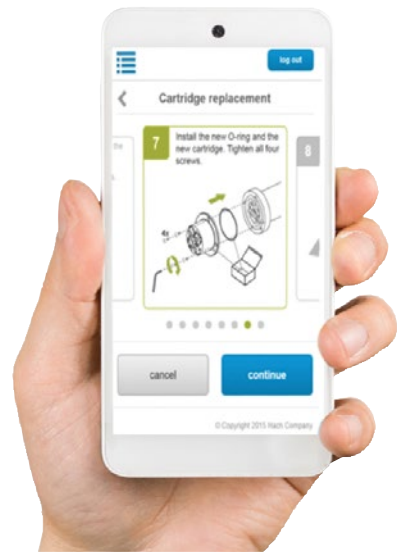 log out
Cartridge replacement
the
7
Install the new O-ring and the
new cartridge. Tighten all four
screws.
8
4x
cancel
continue
© Copyright 2015 Hach Company